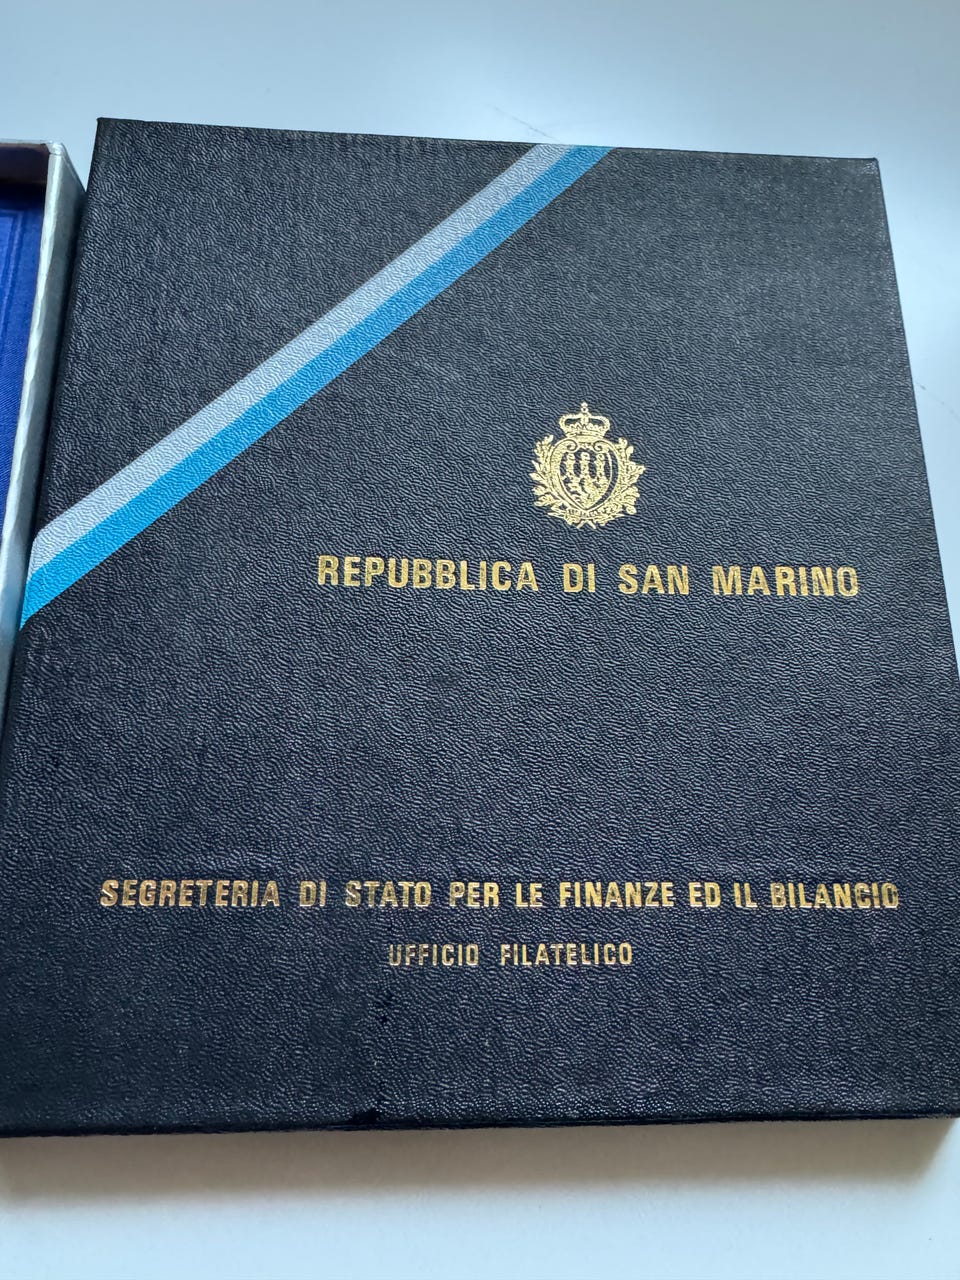 REPUBBLICA DI SAN MARINO
SEGRETERIA DI STATO PER LE FINANZE ED IL BILANCIO
UFFICIO FILATELICO